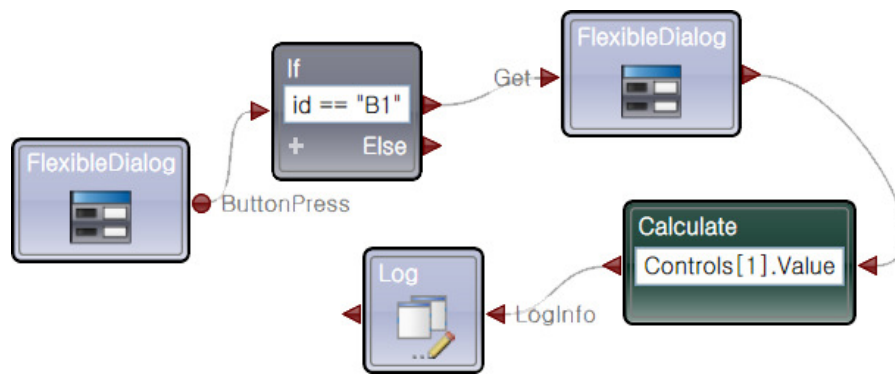 FlexibleDialog
ButtonPress
If
id == "B1"
Else
Get
FlexibleDialog
Calculate
Controls[1].Value
LogInfo
Log